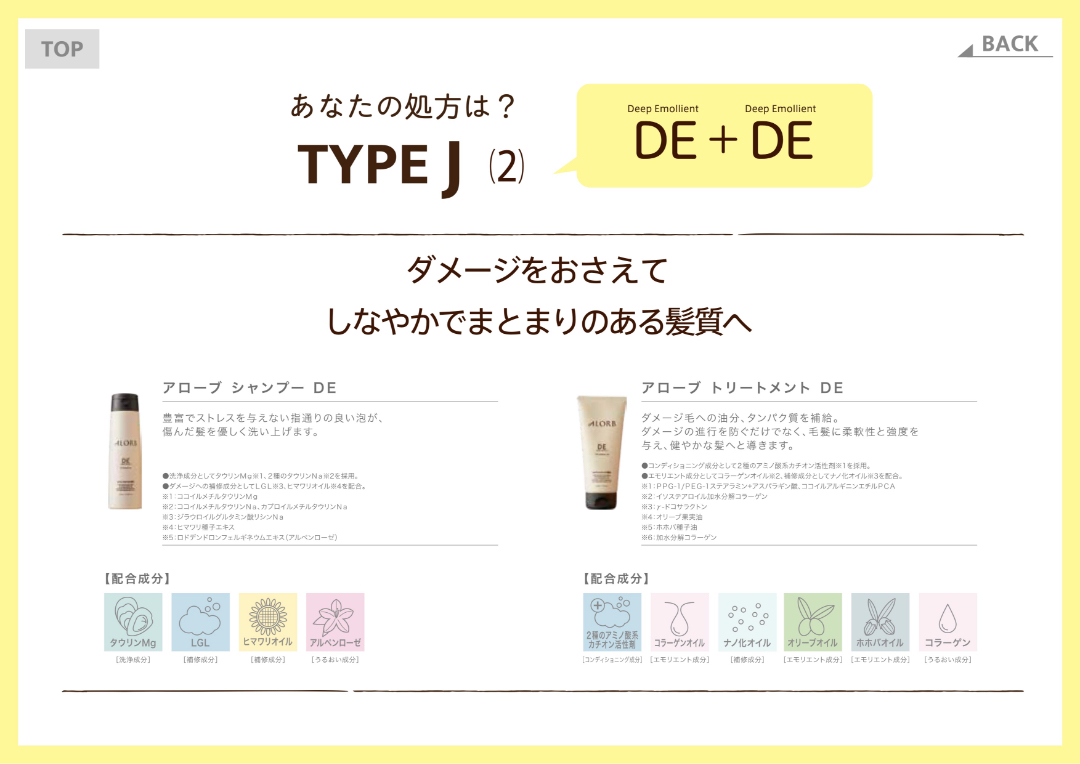 TOP
BACK
あなたの処方は？
TYPE J (2)
Deep Emollient Deep Emollient
DE + DE
ダメージをおさえて
しなやかでまとまりのある髪質へ
アローブ シャンプー DE
豊富でストレスを与えない指通りの良い泡が、
傷んだ髪を優しく洗い上げます。
●洗浄成分としてタウリンMg※1、2種のタウリンNa※2を採用。
●ダメージへの補修成分としてLGL※3、ヒマワリオイル※4を配合。
※1：ココイルメチルタウリンMg
※2：ココイルメチルタウリンNa、カプロイルメチルタウリンNa
※3：ジラウロイルグルタミン酸リシンNa
※4：ヒマワリ種子エキス
※5：ロドデンドロンフェルギネウムエキス（アルペンローゼ）
ALORB
DE
【配合成分】
タウリンMg
LGL
ヒマワリオイル
アルペンローゼ
［洗浄成分］
［補修成分］
［補修成分］
［うるおい成分］
アローブ トリートメント DE
ダメージ毛への油分、タンパク質を補給。
ダメージの進行を防ぐだけでなく、毛髪に柔軟性と強度を
与え、健やかな髪へと導きます。
●コンディショニング成分として2種のアミノ酸系カチオン活性剤※1を採用。
●エモリエント成分としてコラーゲンオイル※2、補修成分としてナノ化オイル※3を配合。
※1：PPG-1/PEG-1ステアラミン+アスパラギン酸、ココイルアルギニンエチルPCA
※2：イソステアロイル加水分解コラーゲン
※3：γ-ドコサラクトン
※4：オリーブ果実油
※5：ホホバ種子油
※6：加水分解コラーゲン
ALORB
DE
【配合成分】
2種のアミノ酸系
カチオン活性剤
コラーゲンオイル
ナノ化オイル
オリーブオイル
ホホバオイル
コラーゲン
［コンディショニング成分］
［エモリエント成分］
［補修成分］
［エモリエント成分］
［エモリエント成分］
［うるおい成分］